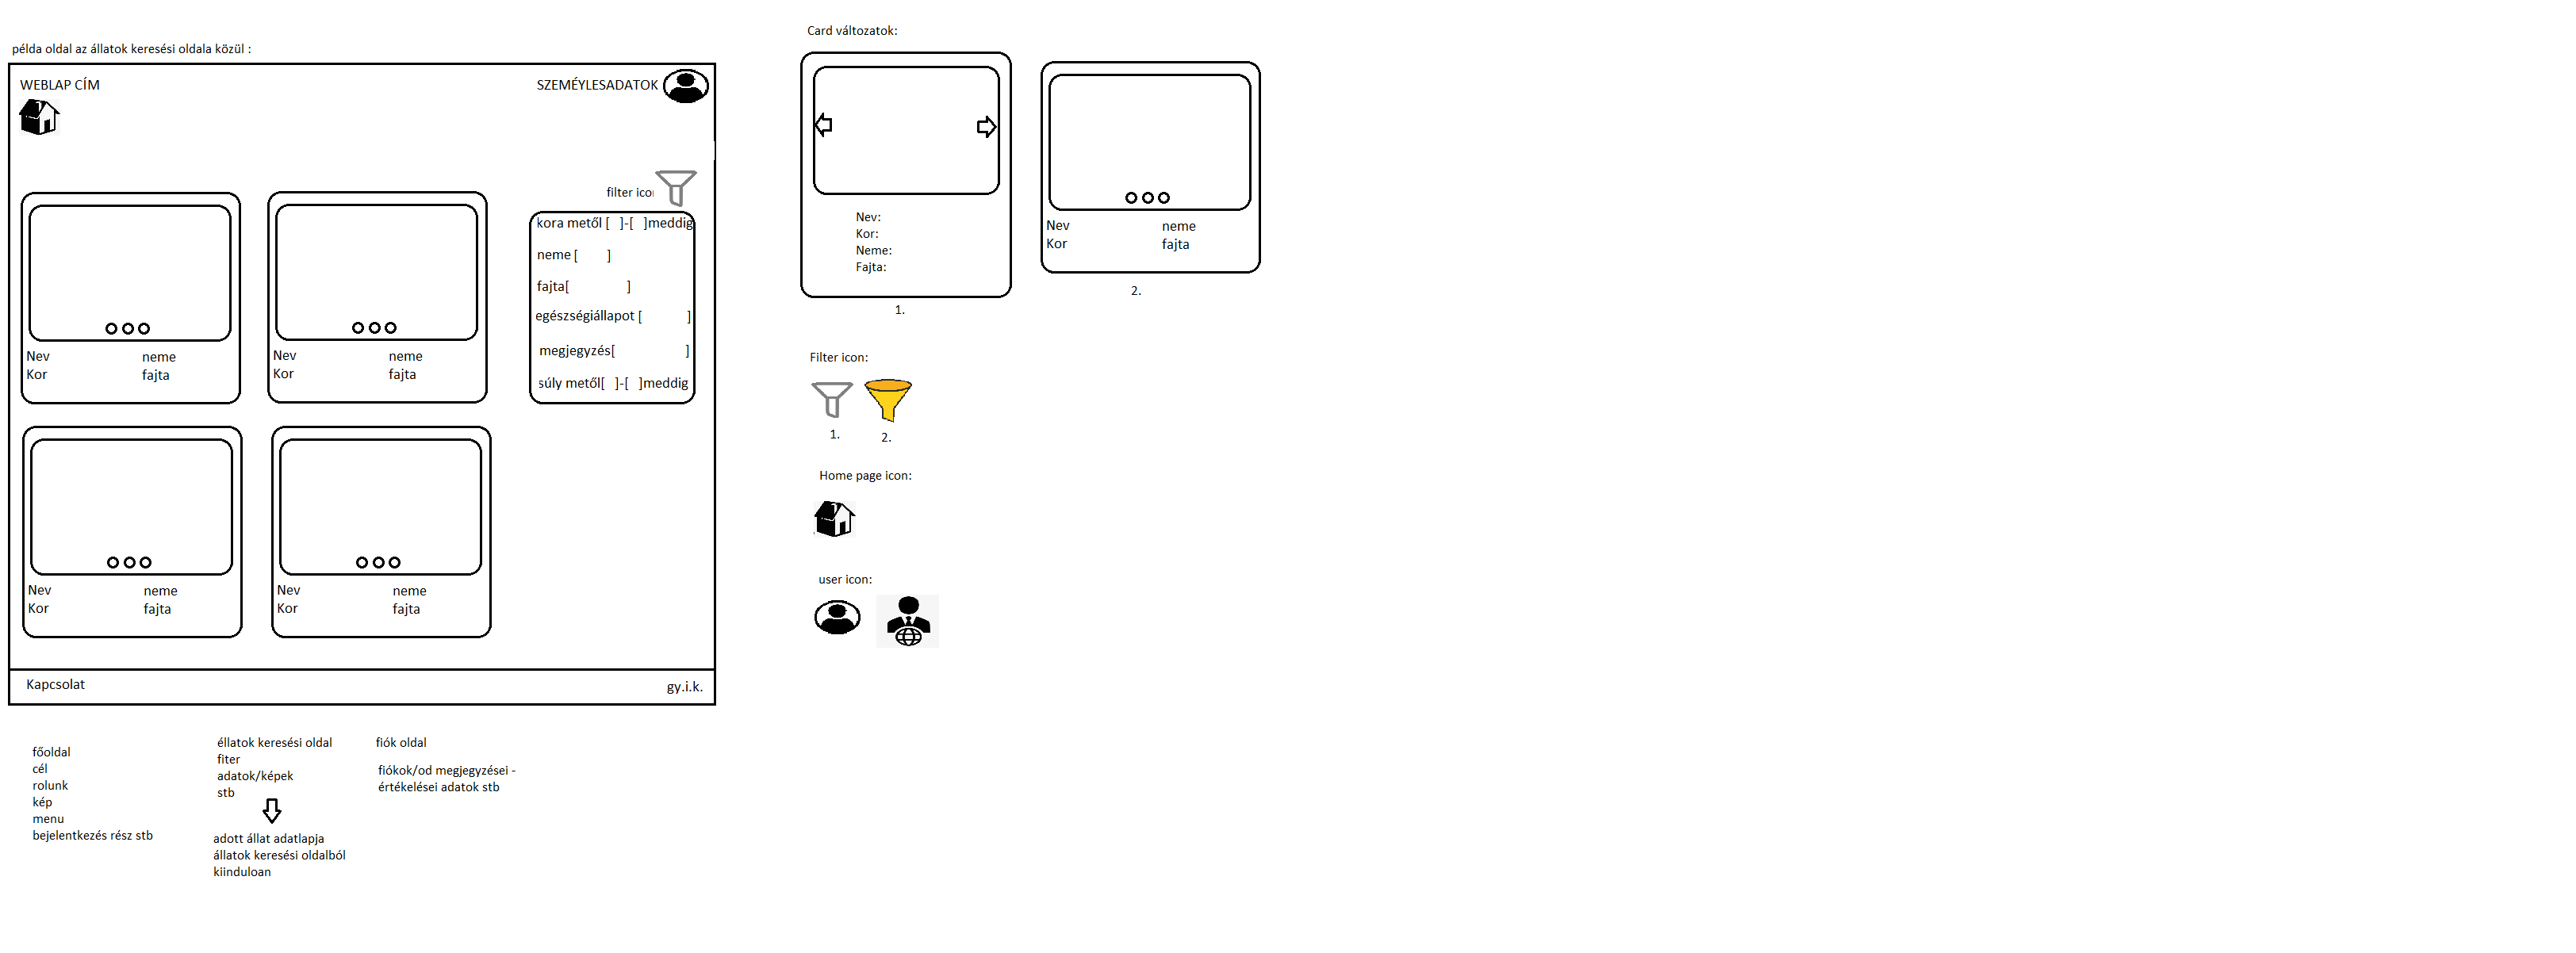 példa oldal az állatok keresési oldala közül :
WEBLAP CÍM
SZEMÉYLESADATOK
filter ico
kora metől [ ]-[ ]meddig
neme [ ]
fajta[ ]
egészségiállapot [ ]
megjegyzés[ ]
súly metől[ ]-[ ]meddig
Nev neme
Kor fajta
Nev neme
Kor fajta
Nev neme
Kor fajta
Nev neme
Kor fajta
Kapcsolat
gy.i.k.
főoldal
cél
rolunk
kép
menu
bejelentkezés rész stb
éllatok keresési oldal
fiter
adatok/képek
stb
adott állat adatlapja
állatok keresési oldalból
kiinduloan
fiók oldal
fiókok/od megjegyzései -
értékelései adatok stb
Card változatok:
Nev:
Kor:
Neme:
Fajta:
1.
Nev neme
Kor fajta
2.
Filter icon:
1.
2.
Home page icon:
user icon: